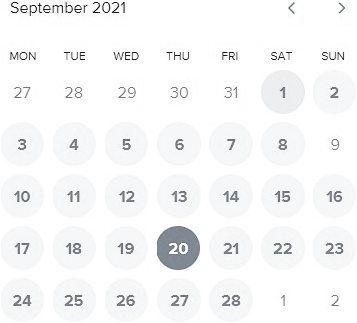 September 2021
MON TUE WED THU FRI SAT SUN
27 28 29 30 31 1 2
3 4 5 6 7 8 9
10 11 12 13 14 15 16
17 18 19 20 21 22 23
24 25 26 27 28 1 2